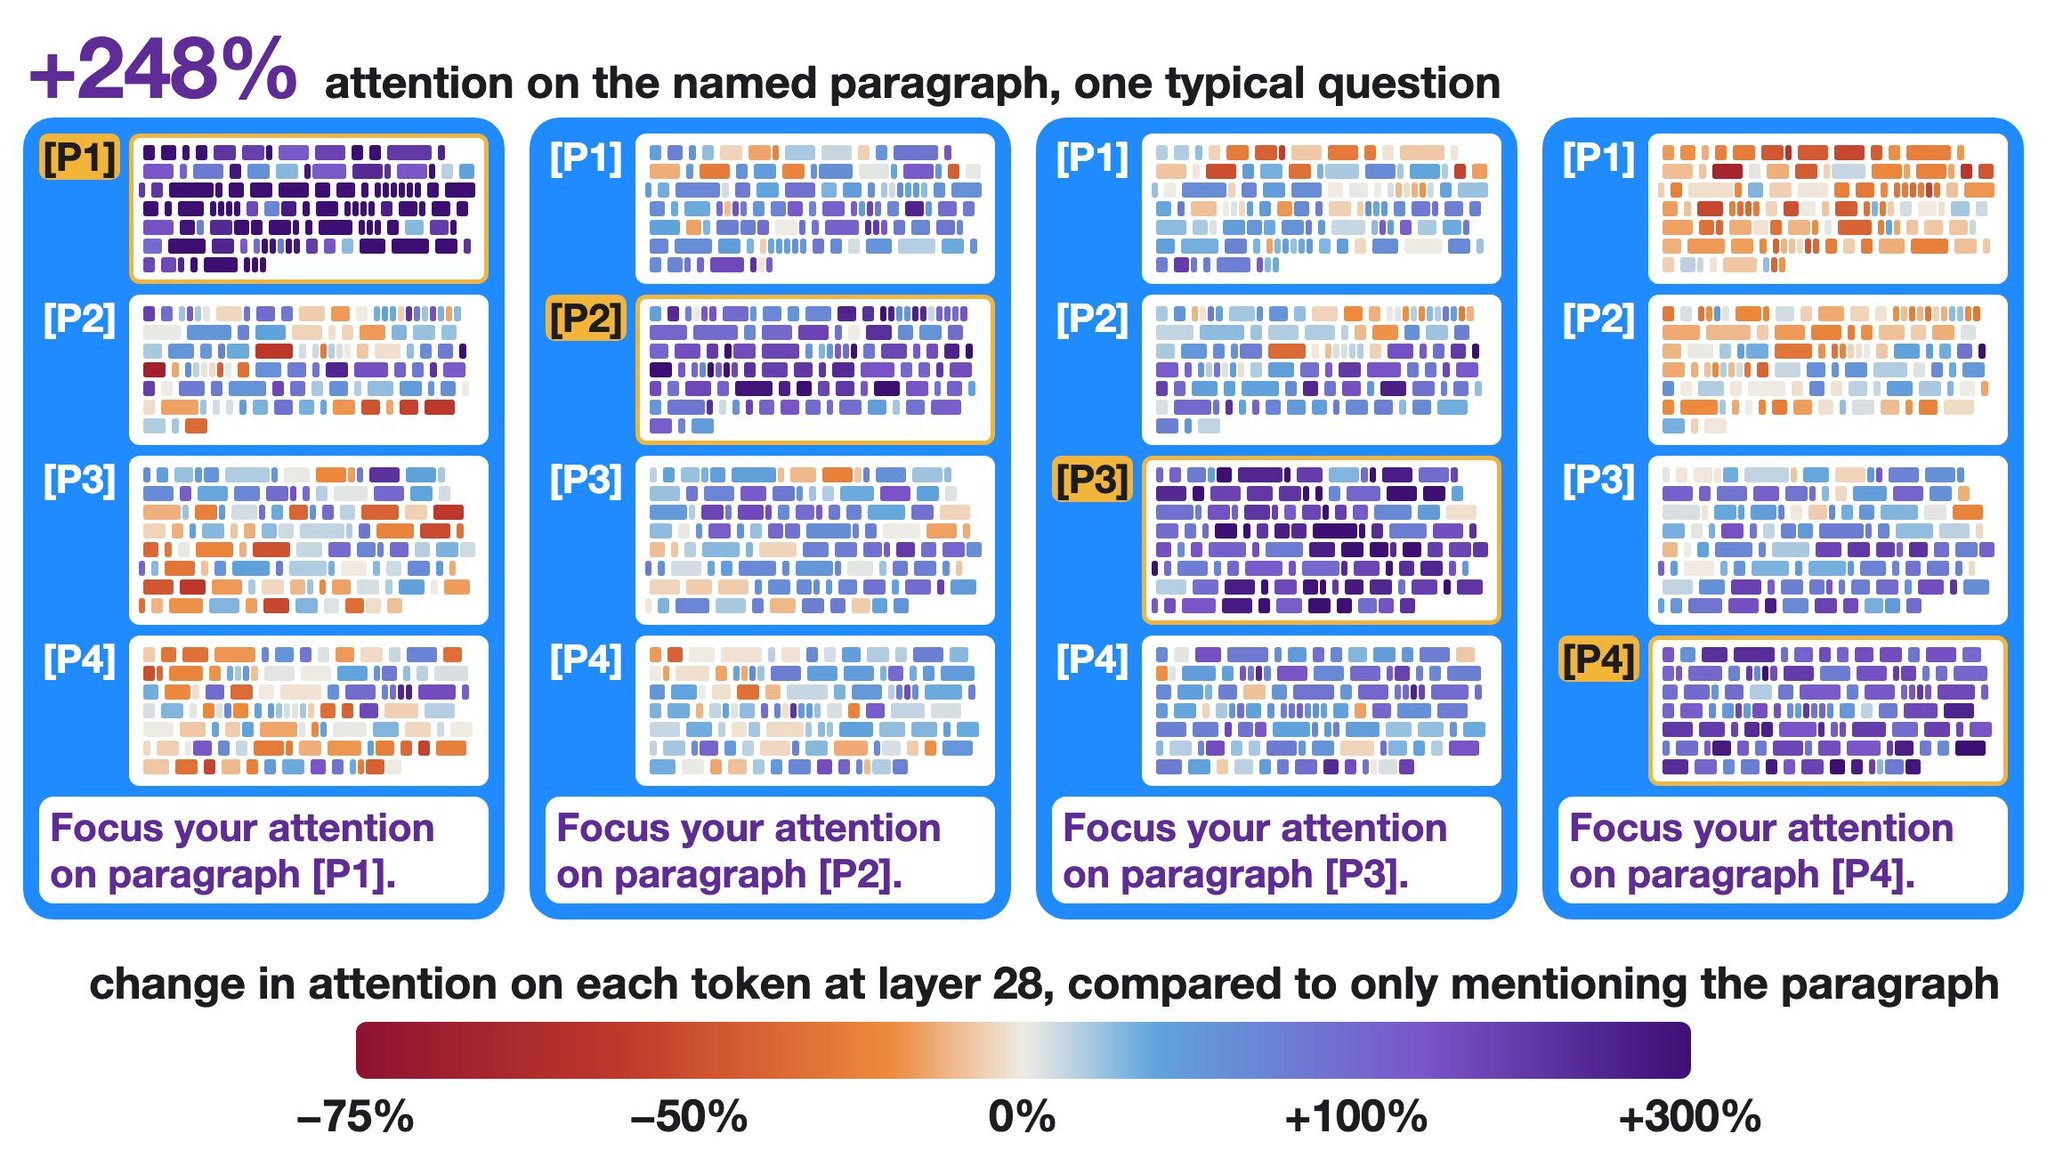 +248% attention on the named paragraph, one typical question
[P1]
[P2]
[P3]
[P4]
Focus your attention
on paragraph [P1].
[P1]
[P2]
[P3]
[P4]
Focus your attention
on paragraph [P2].
[P1]
[P2]
[P3]
[P4]
Focus your attention
on paragraph [P3].
[P1]
[P2]
[P3]
[P4]
Focus your attention
on paragraph [P4].
change in attention on each token at layer 28, compared to only mentioning the paragraph
−75% −50% 0% +100% +300%